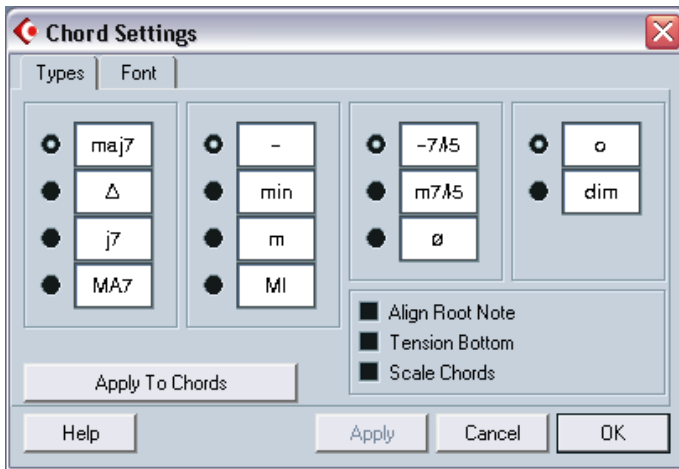 Chord Settings
Types Font
maj7 - -7/♭5 o
Δ min m7/♭5 dim
j7 m ø
MA7 MI
Align Root Note
Tension Bottom
Scale Chords
Apply To Chords
Help Apply Cancel OK